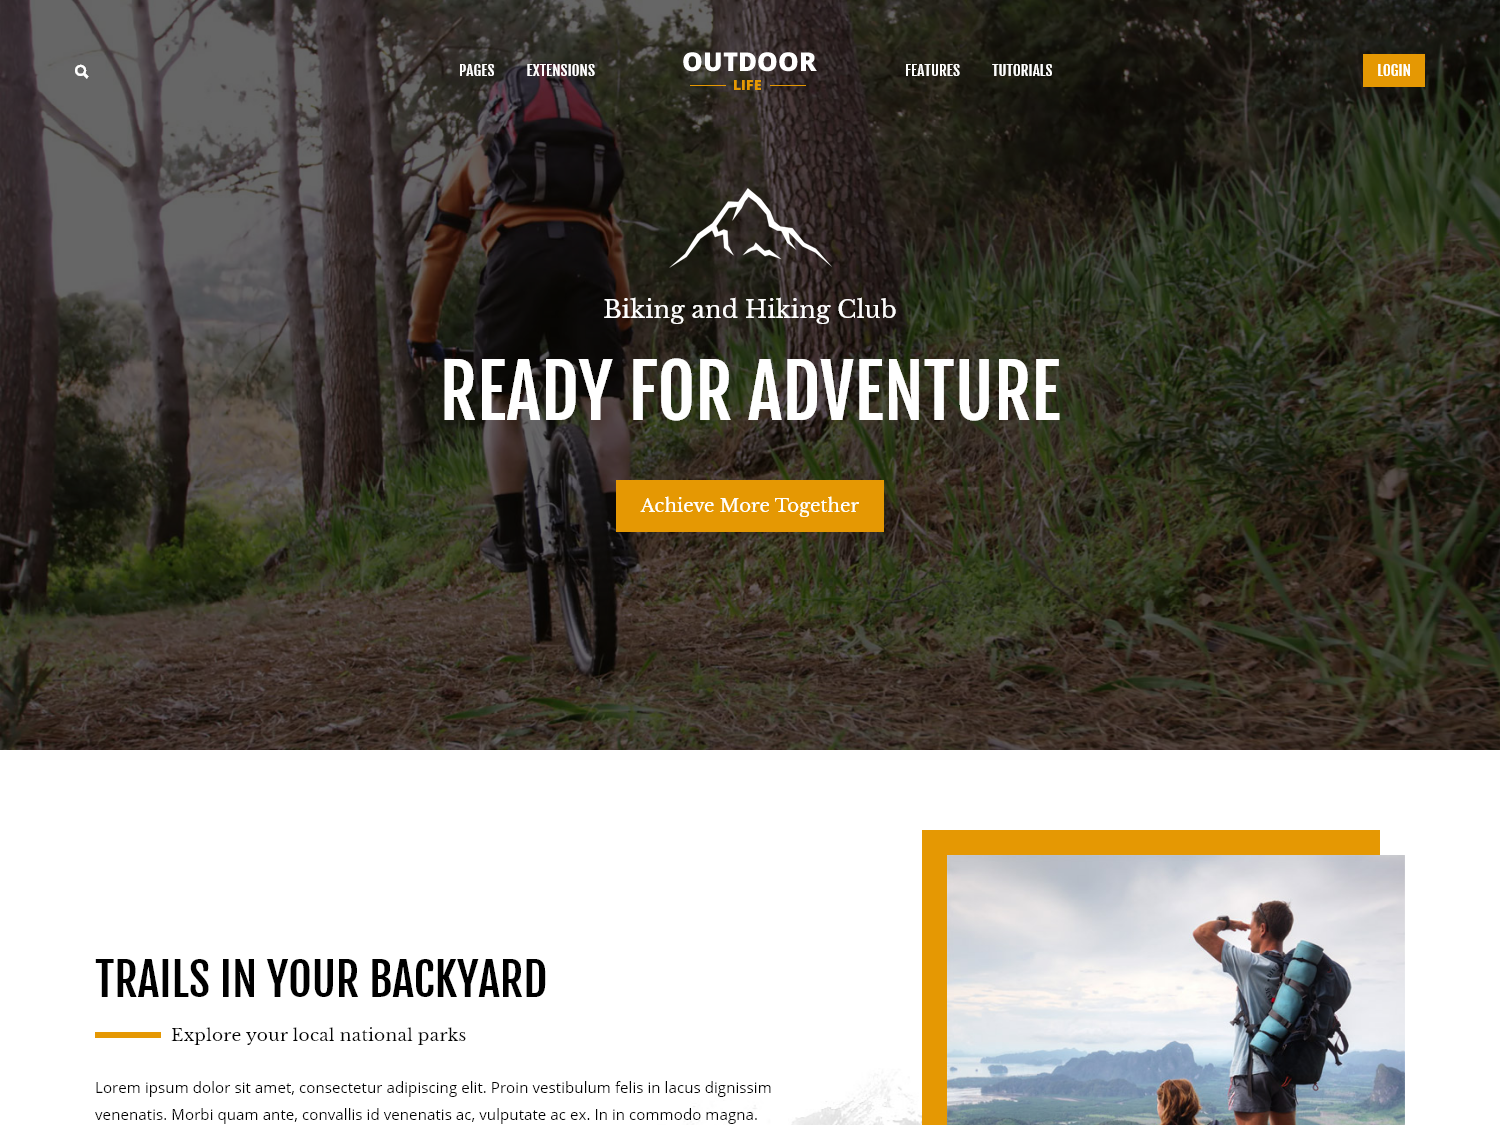 PAGES
EXTENSIONS
OUTDOOR
LIFE
FEATURES
TUTORIALS
LOGIN
Biking and Hiking Club
READY FOR ADVENTURE
Achieve More Together
TRAILS IN YOUR BACKYARD
Explore your local national parks
Lorem ipsum dolor sit amet, consectetur adipiscing elit. Proin vestibulum felis in lacus dignissim
venenatis. Morbi quam ante, convallis id venenatis ac, vulputate ac ex. In in commodo magna.